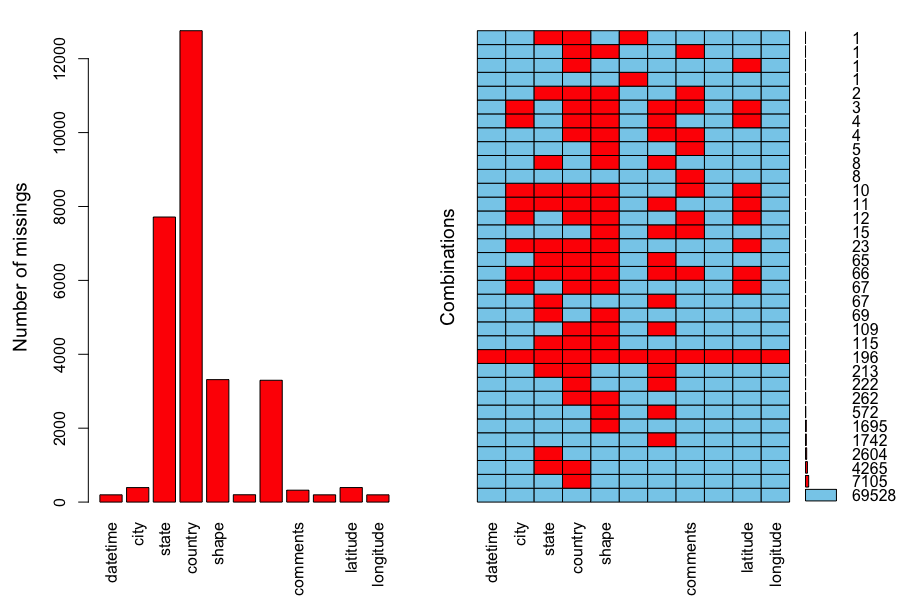 Number of missings
0
2000
4000
6000
8000
10000
12000
datetime
city
state
country
shape
comments
latitude
longitude
Combinations
1
1
1
1
2
3
4
4
5
8
8
10
11
12
15
23
65
66
67
67
69
109
115
196
213
222
262
572
1695
1742
2604
4265
7105
69528
datetime
city
state
country
shape
comments
latitude
longitude